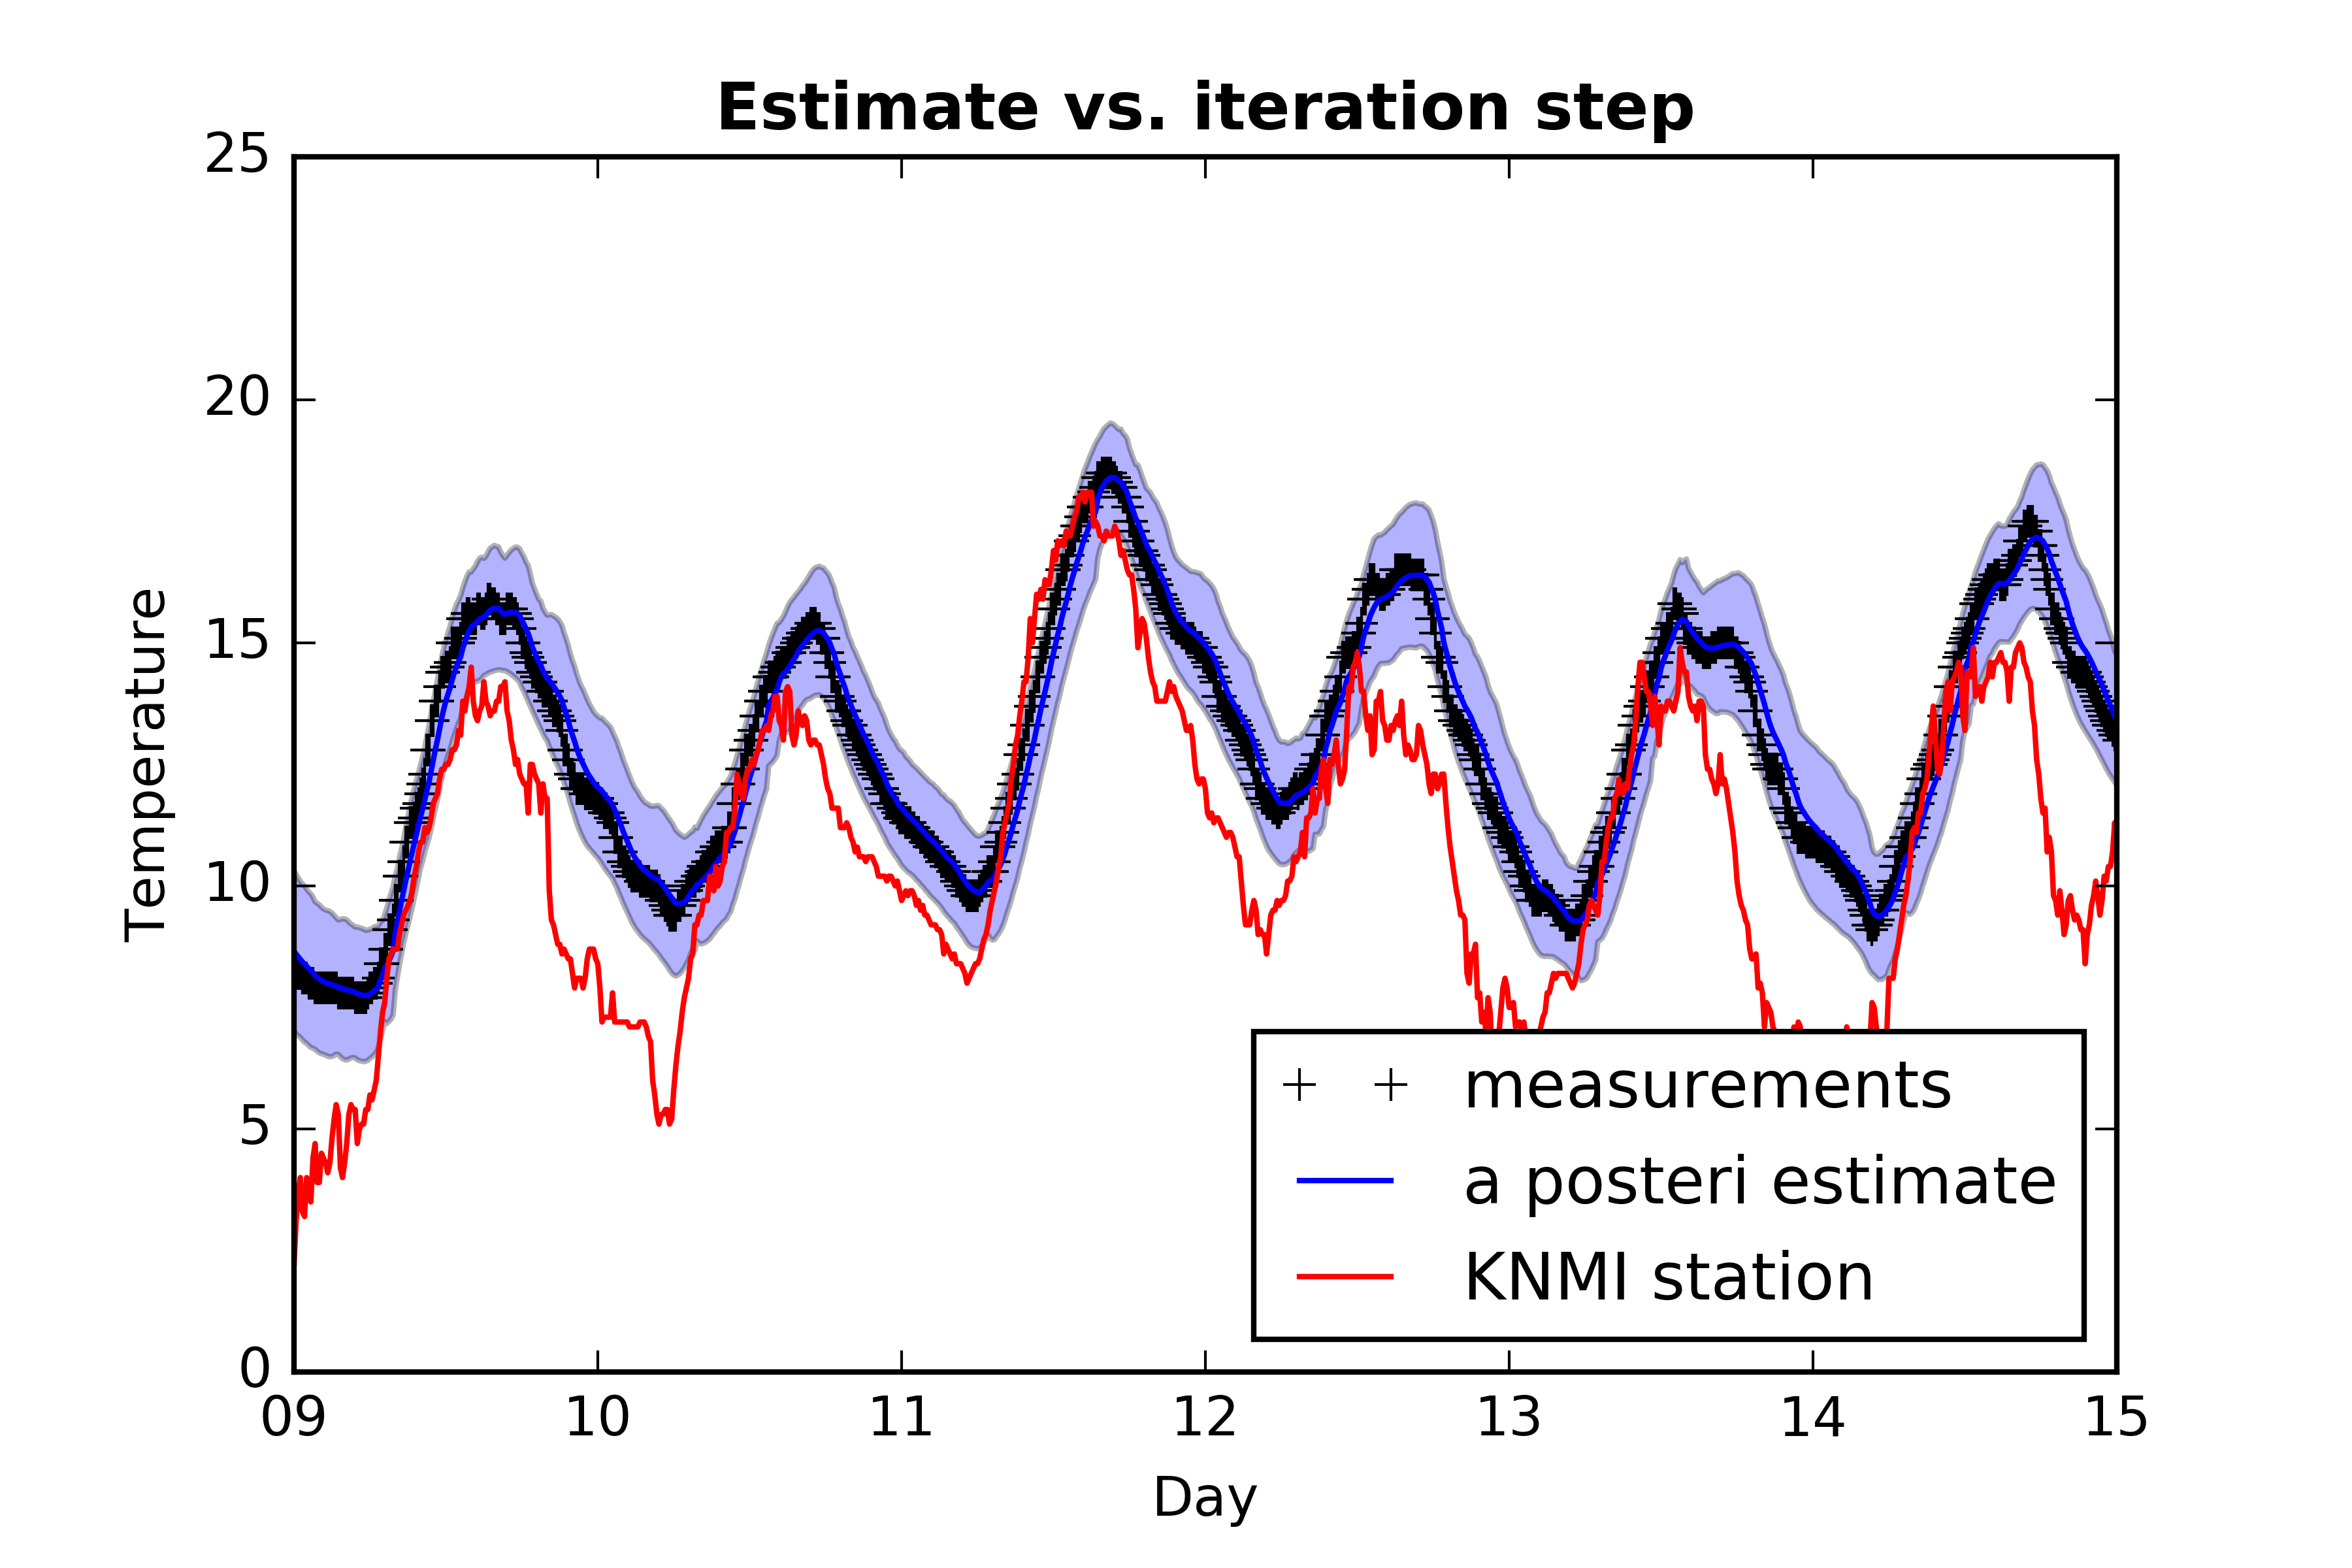 Estimate vs. iteration step
25
20
15
10
5
0
Temperature
09 10 11 12 13 14 15
Day
measurements
a posteri estimate
KNMI station